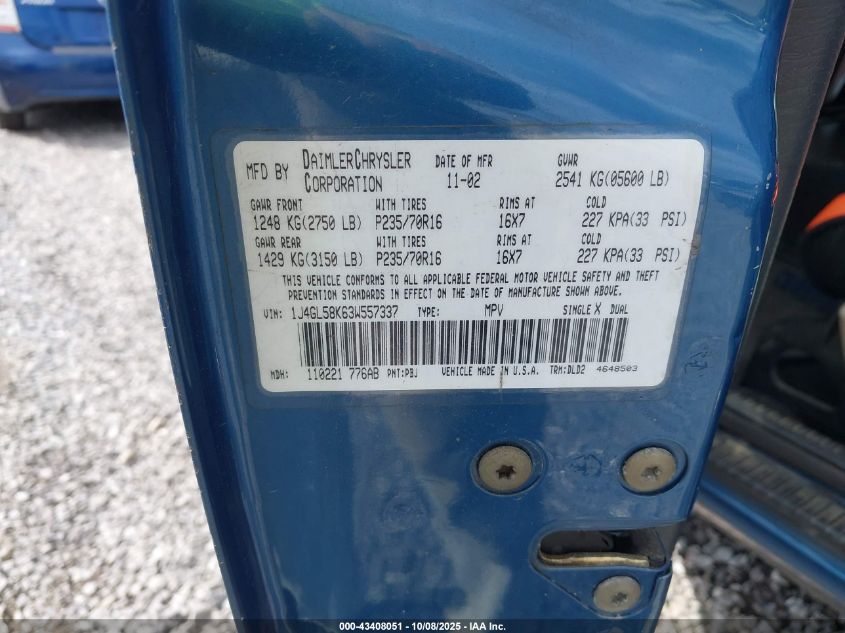 MFD BY DAIMLERCHRYSLER CORPORATION DATE OF MFR 11-02 GVWR 2541 KG(05600 LB)
GAWR FRONT WITH TIRES RIMS AT COLD
1248 KG(2750 LB) P235/70R16 16X7 227 KPA(33 PSI)
GAWR REAR WITH TIRES RIMS AT COLD
1429 KG(3150 LB) P235/70R16 16X7 227 KPA(33 PSI)
THIS VEHICLE CONFORMS TO ALL APPLICABLE FEDERAL MOTOR VEHICLE SAFETY AND THEFT
PREVENTION STANDARDS IN EFFECT ON THE DATE OF MANUFACTURE SHOWN ABOVE.
VIN: 1J4GL58K63W557337 TYPE: MPV SINGLE X DUAL
MDH: 110221 776AB PNT:PBJ VEHICLE MADE IN U.S.A. TRM:DLD2 4648503
000-43408051 - 10/08/2025 - IAA Inc.